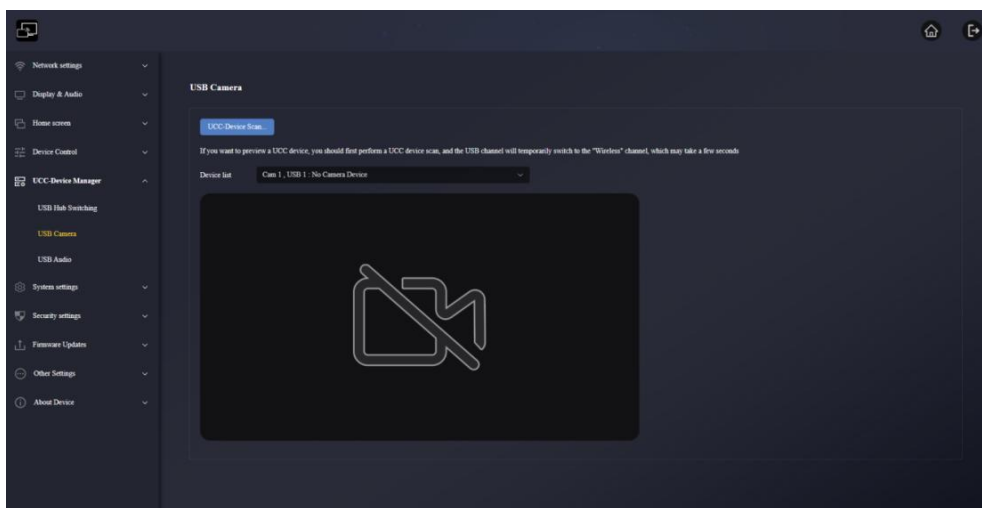 Network settings
Display & Audio
Home screen
Device Control
UCC-Device Manager
USB Hub Switching
USB Camera
USB Audio
System settings
Security settings
Firmware Updates
Other Settings
About Device
USB Camera
UCC-Device Scan...
If you want to preview a UCC device, you should first perform a UCC device scan, and the USB channel will temporarily switch to the "Wireless" channel, which may take a few seconds
Device list
Cam 1 , USB 1 : No Camera Device